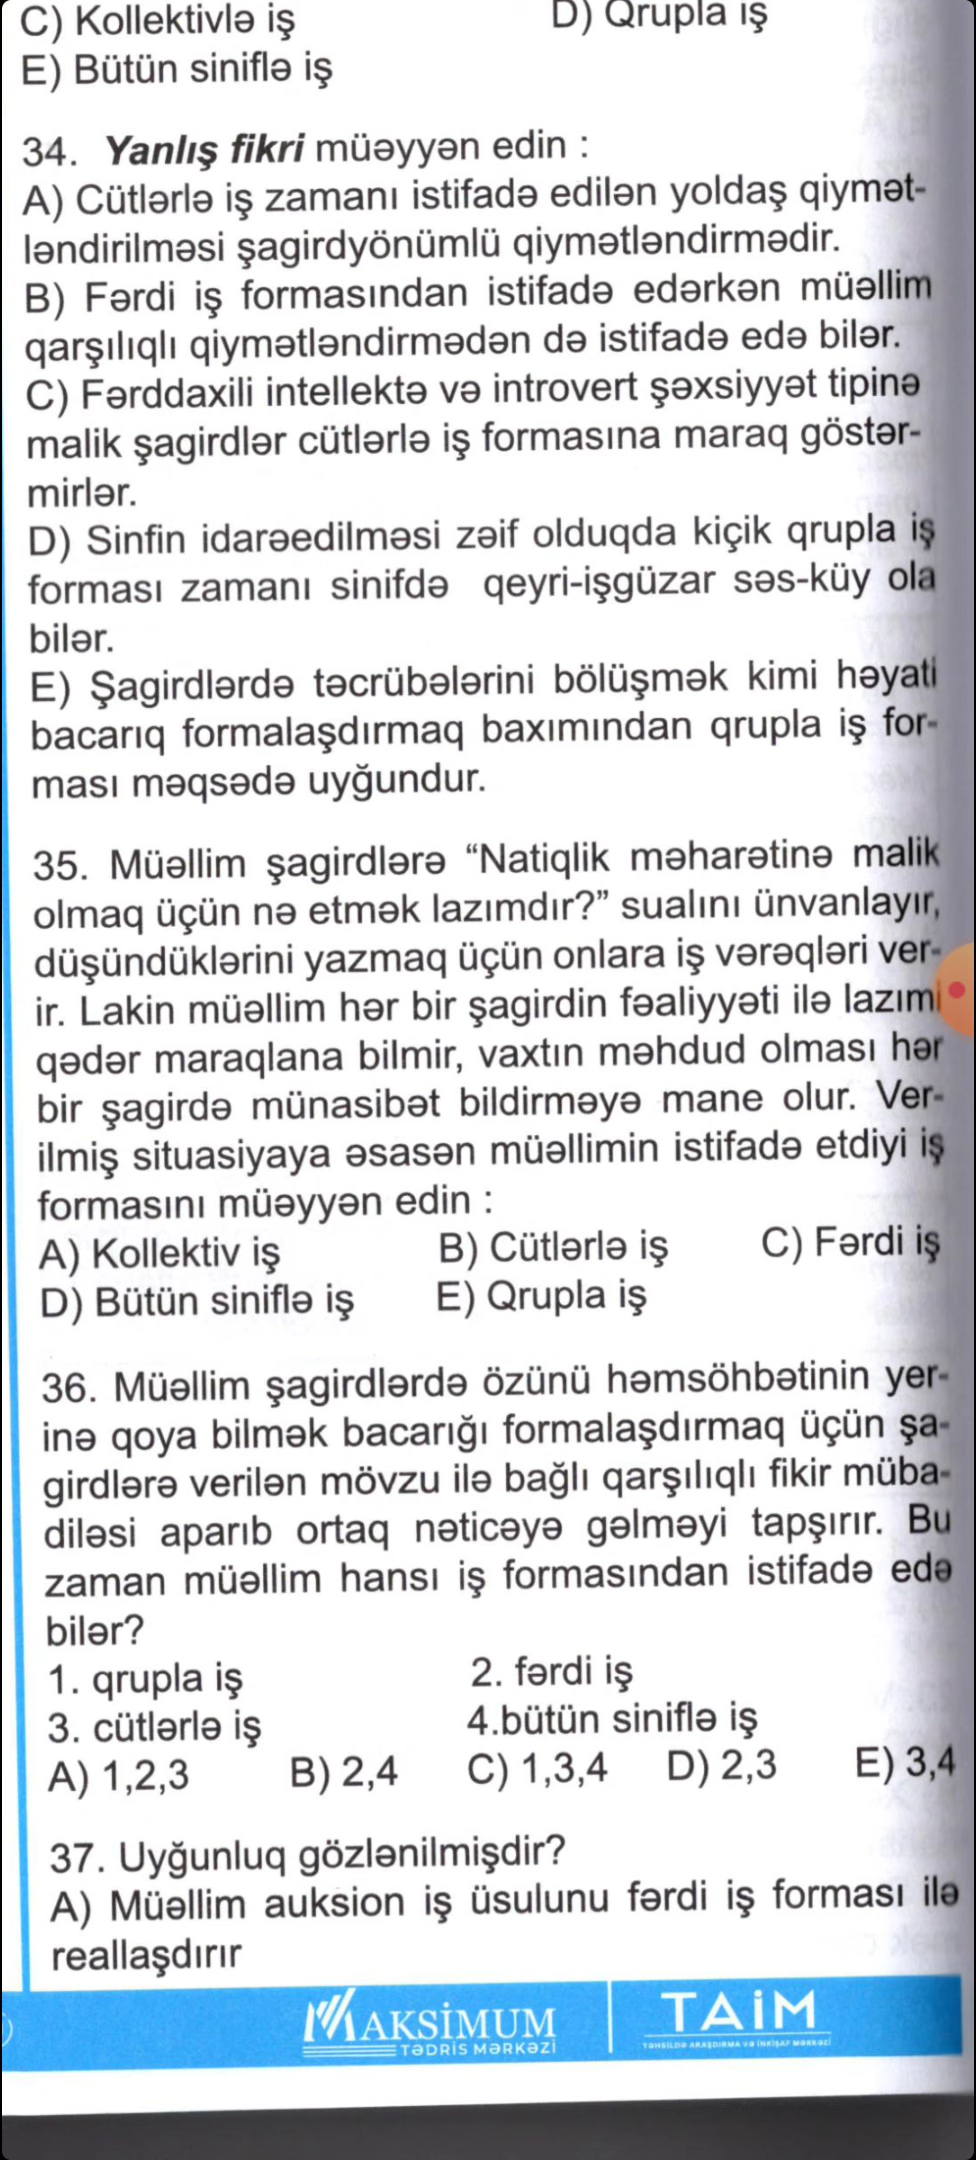 C) Kollektivlə iş D) Qrupla iş
E) Bütün siniflə iş
34. Yanlış fikri müəyyən edin :
A) Cütlərlə iş zamanı istifadə edilən yoldaş qiymət-
ləndirilməsi şagirdyönümlü qiymətləndirmədir.
B) Fərdi iş formasından istifadə edərkən müəllim
qarşılıqlı qiymətləndirmədən də istifadə edə bilər.
C) Fərddaxili intellektə və introvert şəxsiyyət tipinə
malik şagirdlər cütlərlə iş formasına maraq göstər-
mirlər.
D) Sinfin idarəedilməsi zəif olduqda kiçik qrupla iş
forması zamanı sinifdə qeyri-işgüzar səs-küy ola
bilər.
E) Şagirdlərdə təcrübələrini bölüşmək kimi həyati
bacarıq formalaşdırmaq baxımından qrupla iş for-
ması məqsədə uyğundur.
35. Müəllim şagirdlərə “Natiqlik məharətinə malik
olmaq üçün nə etmək lazımdır?” sualını ünvanlayır,
düşündüklərini yazmaq üçün onlara iş vərəqləri ver-
ir. Lakin müəllim hər bir şagirdin fəaliyyəti ilə lazımi
qədər maraqlana bilmir, vaxtın məhdud olması hər
bir şagirdə münasibət bildirməyə mane olur. Ver-
ilmiş situasiyaya əsasən müəllimin istifadə etdiyi iş
formasını müəyyən edin :
A) Kollektiv iş B) Cütlərlə iş C) Fərdi iş
D) Bütün siniflə iş E) Qrupla iş
36. Müəllim şagirdlərdə özünü həmsöhbətinin yer-
inə qoya bilmək bacarığı formalaşdırmaq üçün şa-
girdlərə verilən mövzu ilə bağlı qarşılıqlı fikir müba-
diləsi aparıb ortaq nəticəyə gəlməyi tapşırır. Bu
zaman müəllim hansı iş formasından istifadə edə
bilər?
1. qrupla iş 2. fərdi iş
3. cütlərlə iş 4.bütün siniflə iş
A) 1,2,3 B) 2,4 C) 1,3,4 D) 2,3 E) 3,4
37. Uyğunluq gözlənilmişdir?
A) Müəllim auksion iş üsulunu fərdi iş forması ilə
reallaşdırır
MAKSİMUM
TƏDRİS MƏRKƏZİ
TAİM
TƏHSİLDƏ ARAŞDIRMA VƏ İNKİŞAF MƏRKƏZİ